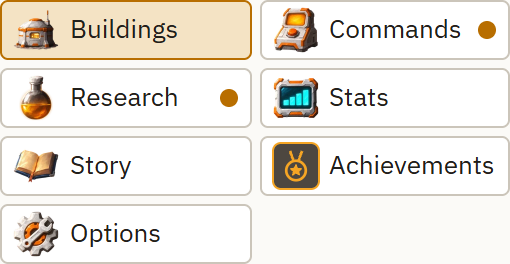 Buildings
Commands
Research
Stats
Story
Achievements
Options